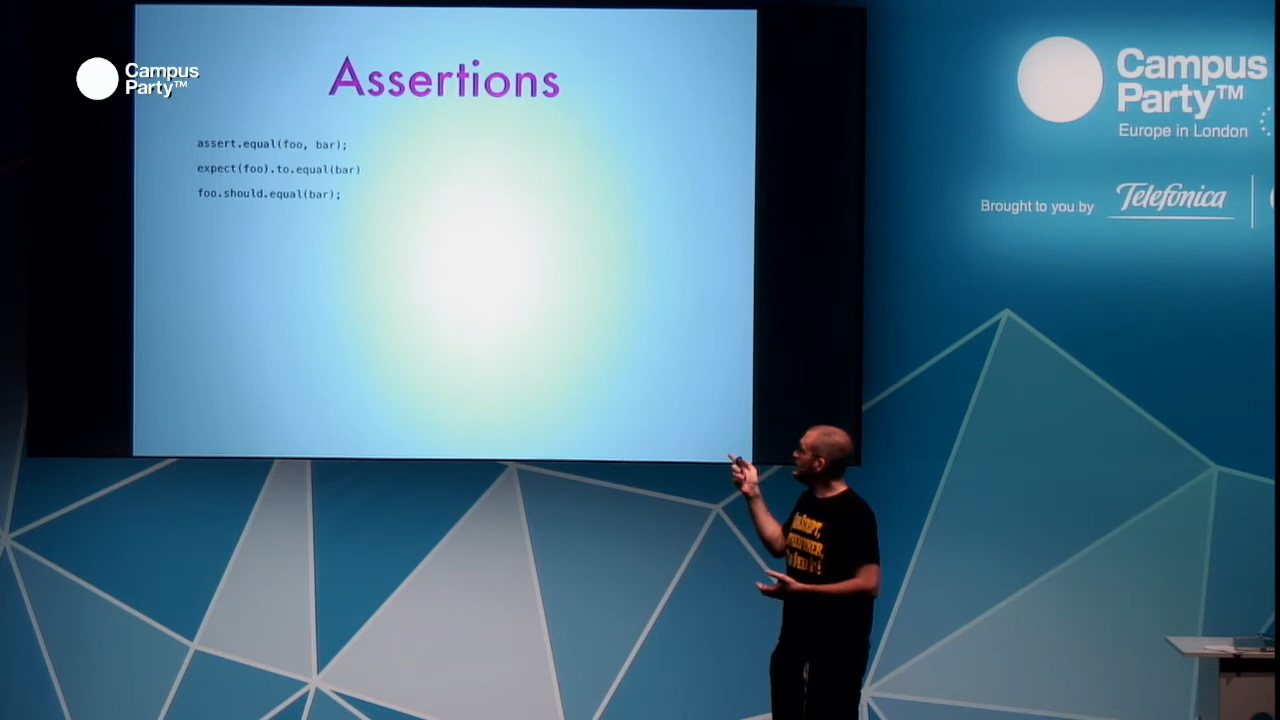 Assertions
assert.equal(foo, bar);
expect(foo).to.equal(bar)
foo.should.equal(bar);
Campus
Party™
Campus
Party™
Europe in London
Brought to you by
Telefónica